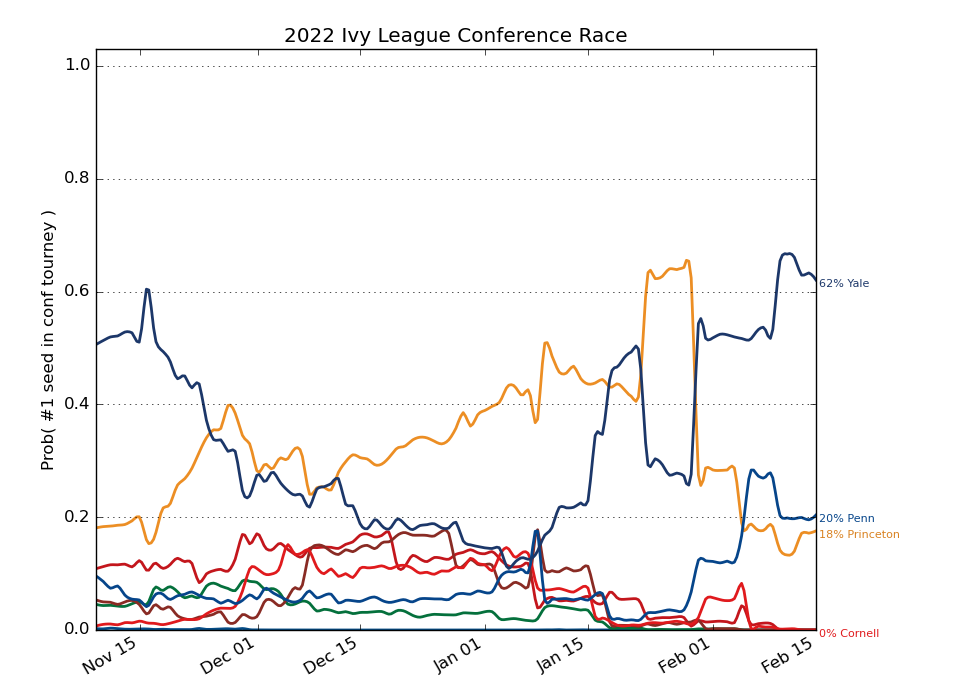 2022 Ivy League Conference Race
Prob( #1 seed in conf tourney )
1.0
0.8
0.6
0.4
0.2
0.0
62% Yale
20% Penn
18% Princeton
0% Cornell
Nov 15
Dec 01
Dec 15
Jan 01
Jan 15
Feb 01
Feb 15